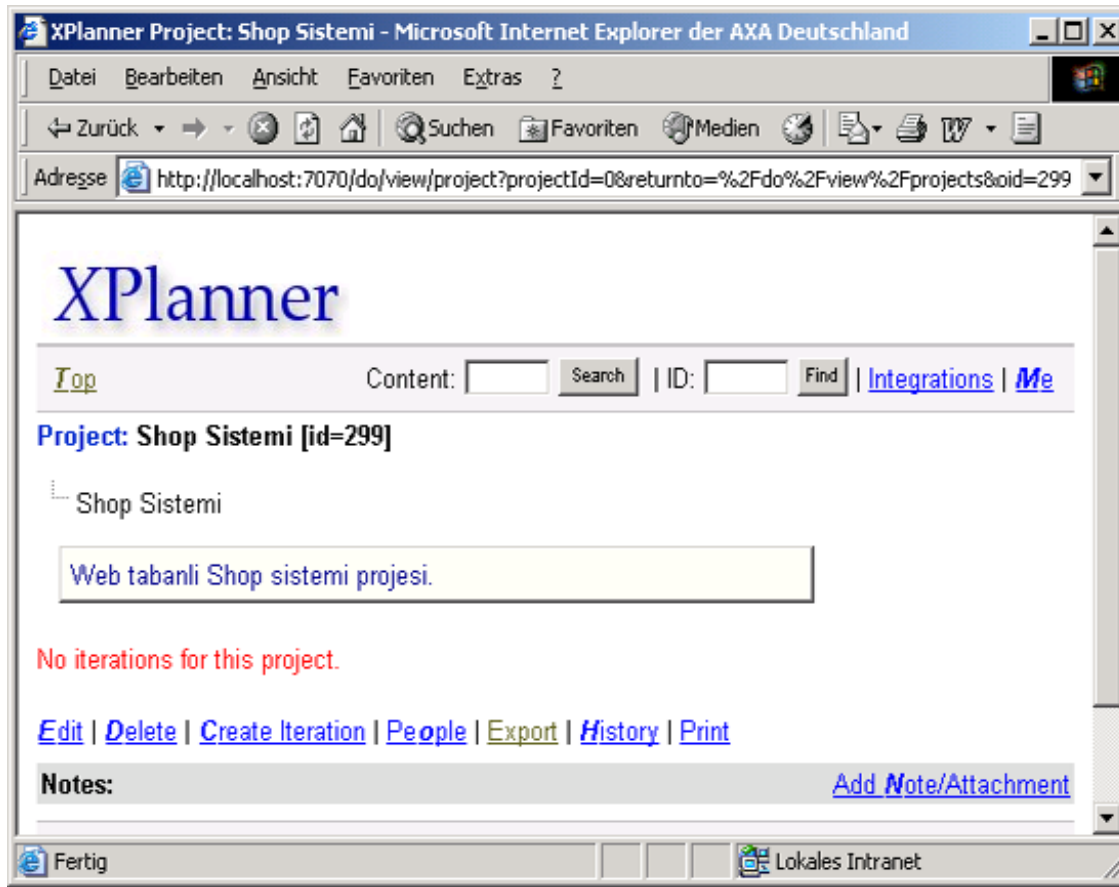 XPlanner Project: Shop Sistemi - Microsoft Internet Explorer der AXA Deutschland
Datei Bearbeiten Ansicht Favoriten Extras ?
Zurück Suchen Favoriten Medien
Adresse http://localhost:7070/do/view/project?projectId=0&returnto=%2Fdo%2Fview%2Fprojects&oid=299
XPlanner
Top Content: Search | ID: Find | Integrations | Me
Project: Shop Sistemi [id=299]
Shop Sistemi
Web tabanli Shop sistemi projesi.
No iterations for this project.
Edit | Delete | Create Iteration | People | Export | History | Print
Notes: Add Note/Attachment
Fertig Lokales Intranet